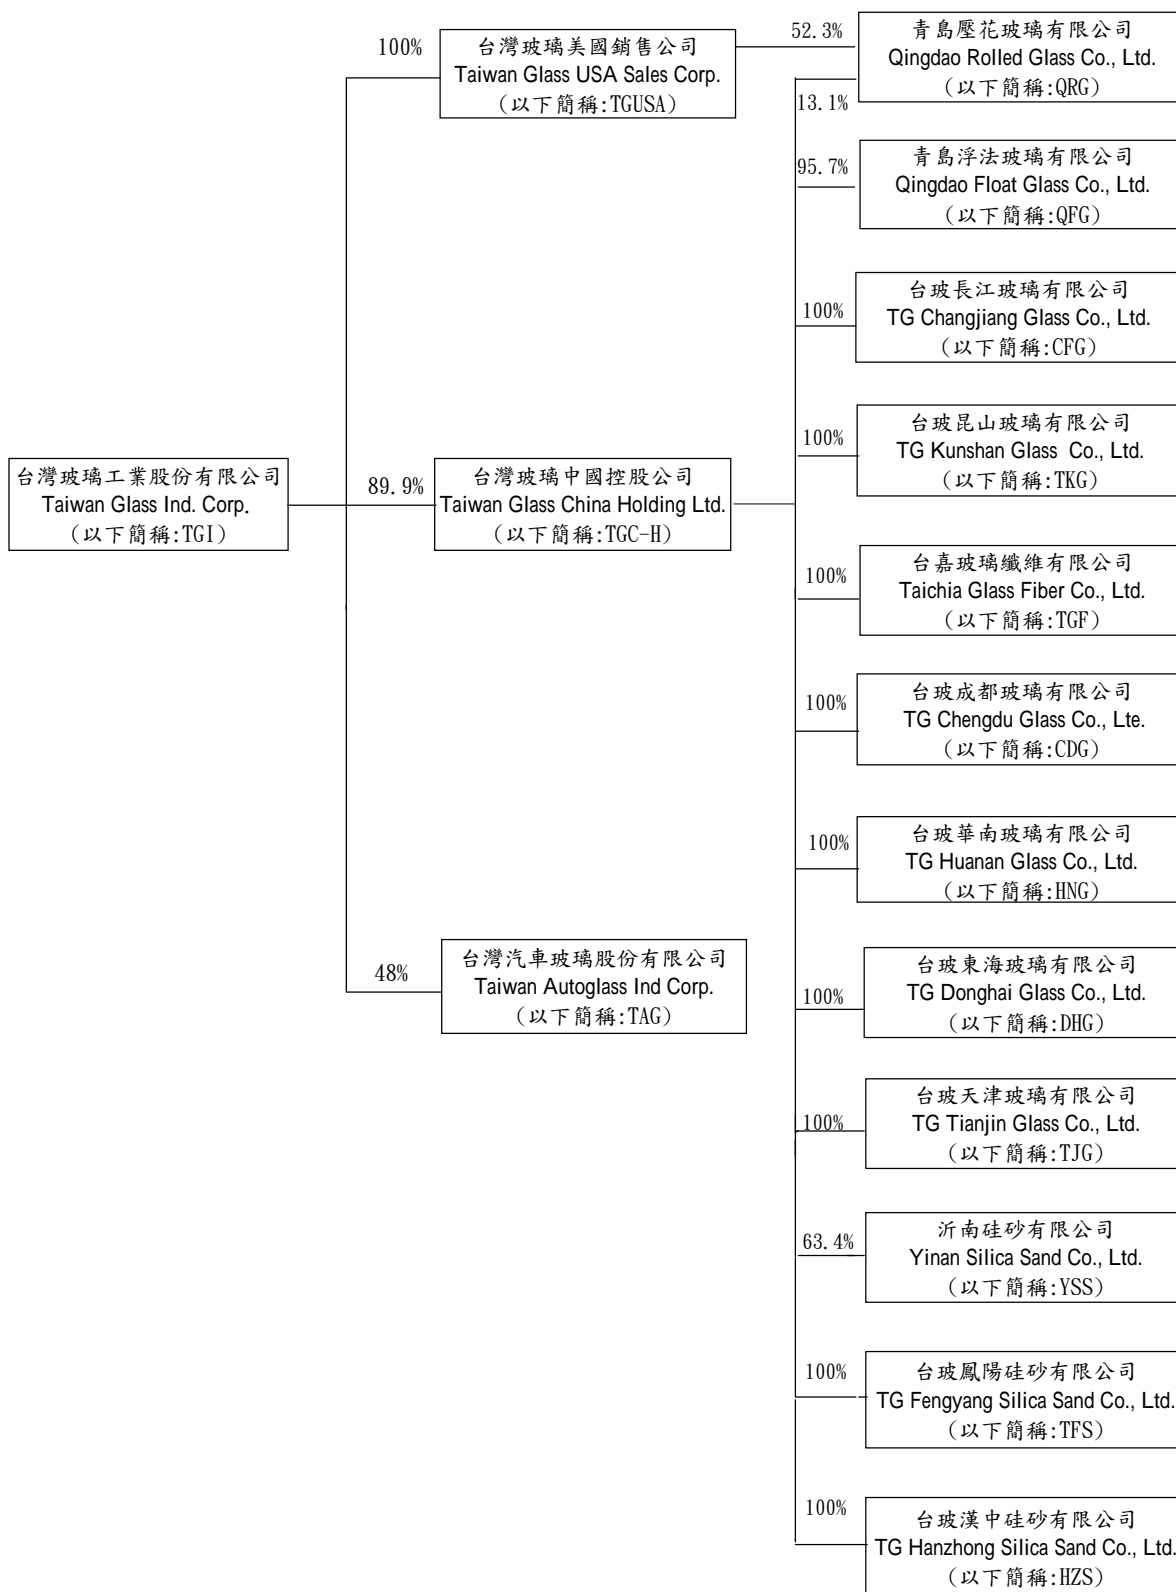 100%
台灣玻璃美國銷售公司
Taiwan Glass USA Sales Corp.
(以下簡稱:TGUSA)
52.3%
青島壓花玻璃有限公司
Qingdao Rolled Glass Co., Ltd.
(以下簡稱:QRG)
13.1%
95.7%
青島浮法玻璃有限公司
Qingdao Float Glass Co., Ltd.
(以下簡稱:QFG)
100%
台玻長江玻璃有限公司
TG Changjiang Glass Co., Ltd.
(以下簡稱:CFG)
100%
台玻昆山玻璃有限公司
TG Kunshan Glass Co., Ltd.
(以下簡稱:TKG)
台灣玻璃工業股份有限公司
Taiwan Glass Ind. Corp.
(以下簡稱:TGI)
89.9%
台灣玻璃中國控股公司
Taiwan Glass China Holding Ltd.
(以下簡稱:TGC-H)
100%
台嘉玻璃纖維有限公司
Taichia Glass Fiber Co., Ltd.
(以下簡稱:TGF)
100%
台玻成都玻璃有限公司
TG Chengdu Glass Co., Lte.
(以下簡稱:CDG)
100%
台玻華南玻璃有限公司
TG Huanan Glass Co., Ltd.
(以下簡稱:HNG)
48%
台灣汽車玻璃股份有限公司
Taiwan Autoglass Ind Corp.
(以下簡稱:TAG)
100%
台玻東海玻璃有限公司
TG Donghai Glass Co., Ltd.
(以下簡稱:DHG)
100%
台玻天津玻璃有限公司
TG Tianjin Glass Co., Ltd.
(以下簡稱:TJG)
63.4%
沂南硅砂有限公司
Yinan Silica Sand Co., Ltd.
(以下簡稱:YSS)
100%
台玻鳳陽硅砂有限公司
TG Fengyang Silica Sand Co., Ltd.
(以下簡稱:TFS)
100%
台玻漢中硅砂有限公司
TG Hanzhong Silica Sand Co., Ltd.
(以下簡稱:HZS)